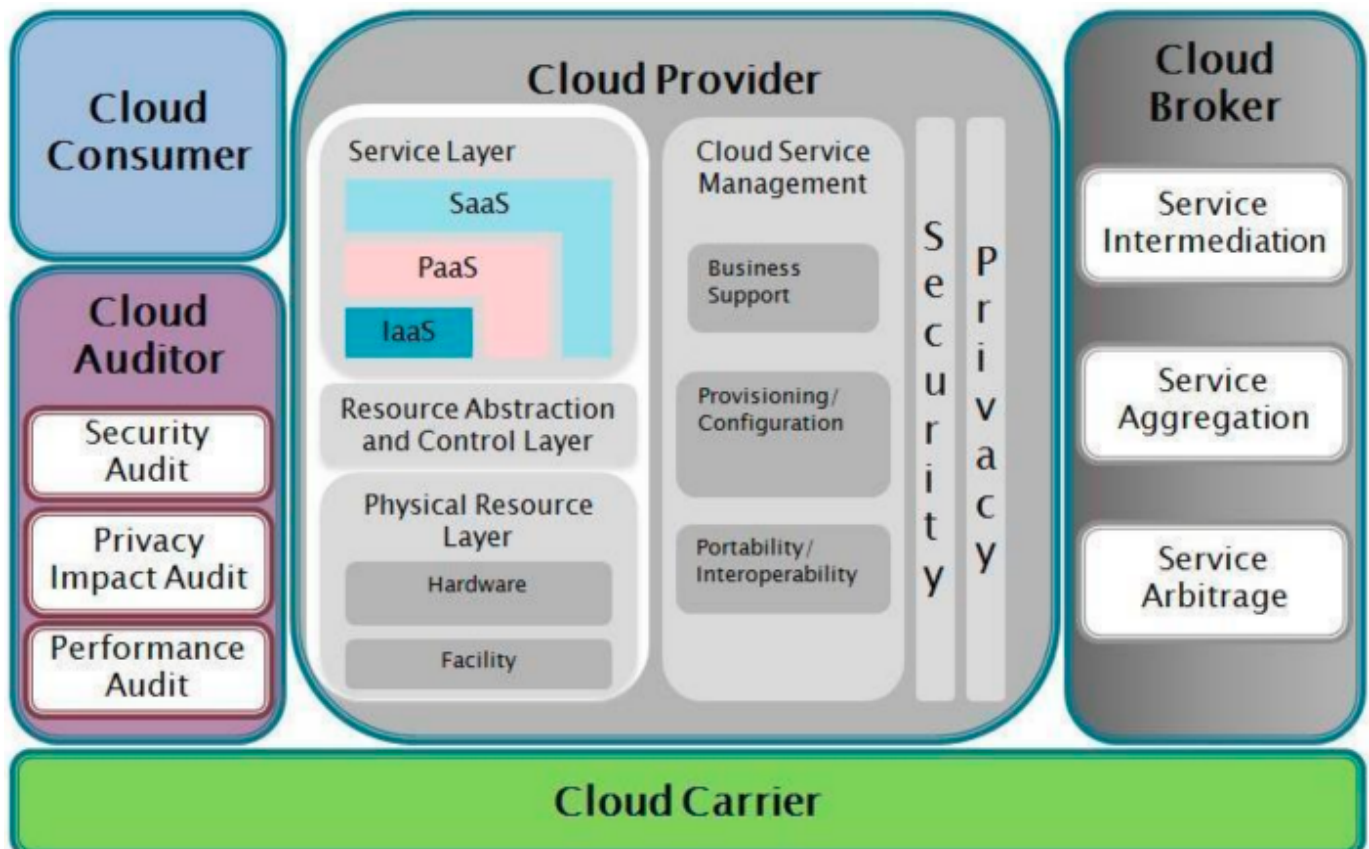 Cloud
Consumer
Cloud
Auditor
Security
Audit
Privacy
Impact Audit
Performance
Audit
Cloud Provider
Service Layer
SaaS
PaaS
IaaS
Resource Abstraction
and Control Layer
Physical Resource
Layer
Hardware
Facility
Cloud Service
Management
Business
Support
Provisioning/
Configuration
Portability/
Interoperability
Security
Privacy
Cloud
Broker
Service
Intermediation
Service
Aggregation
Service
Arbitrage
Cloud Carrier